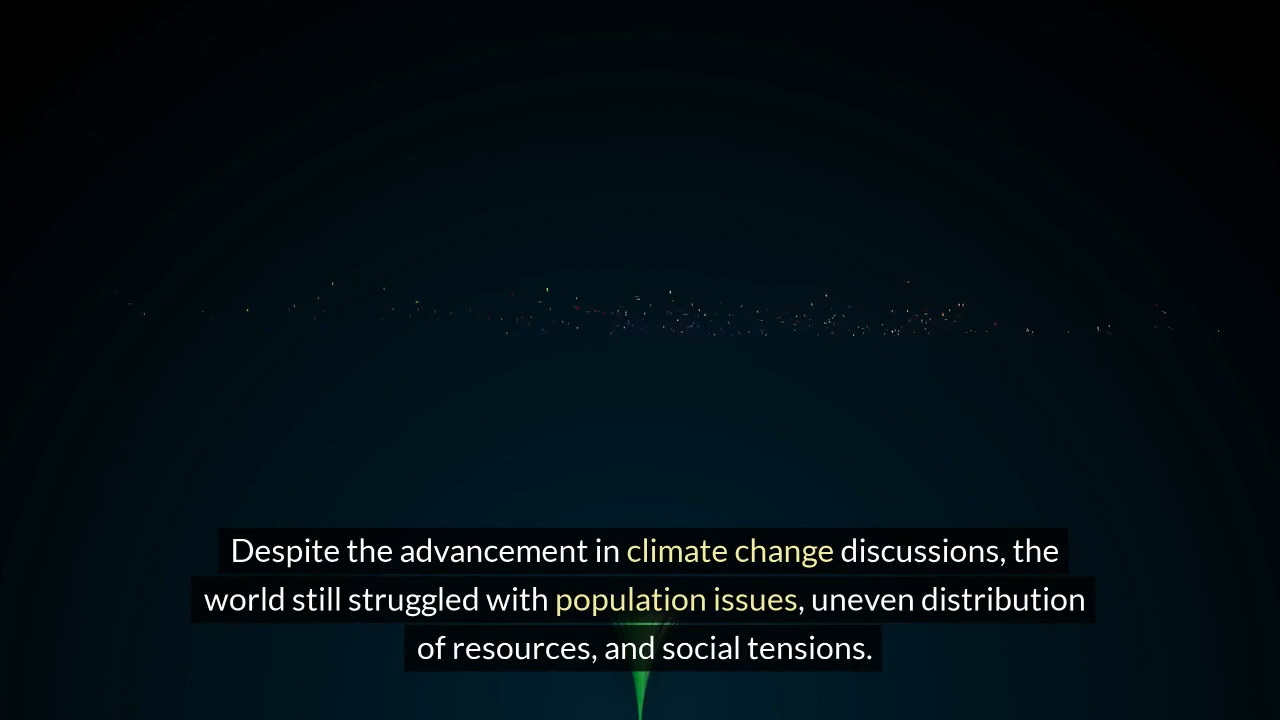 Despite the advancement in climate change discussions, the
world still struggled with population issues, uneven distribution
of resources, and social tensions.